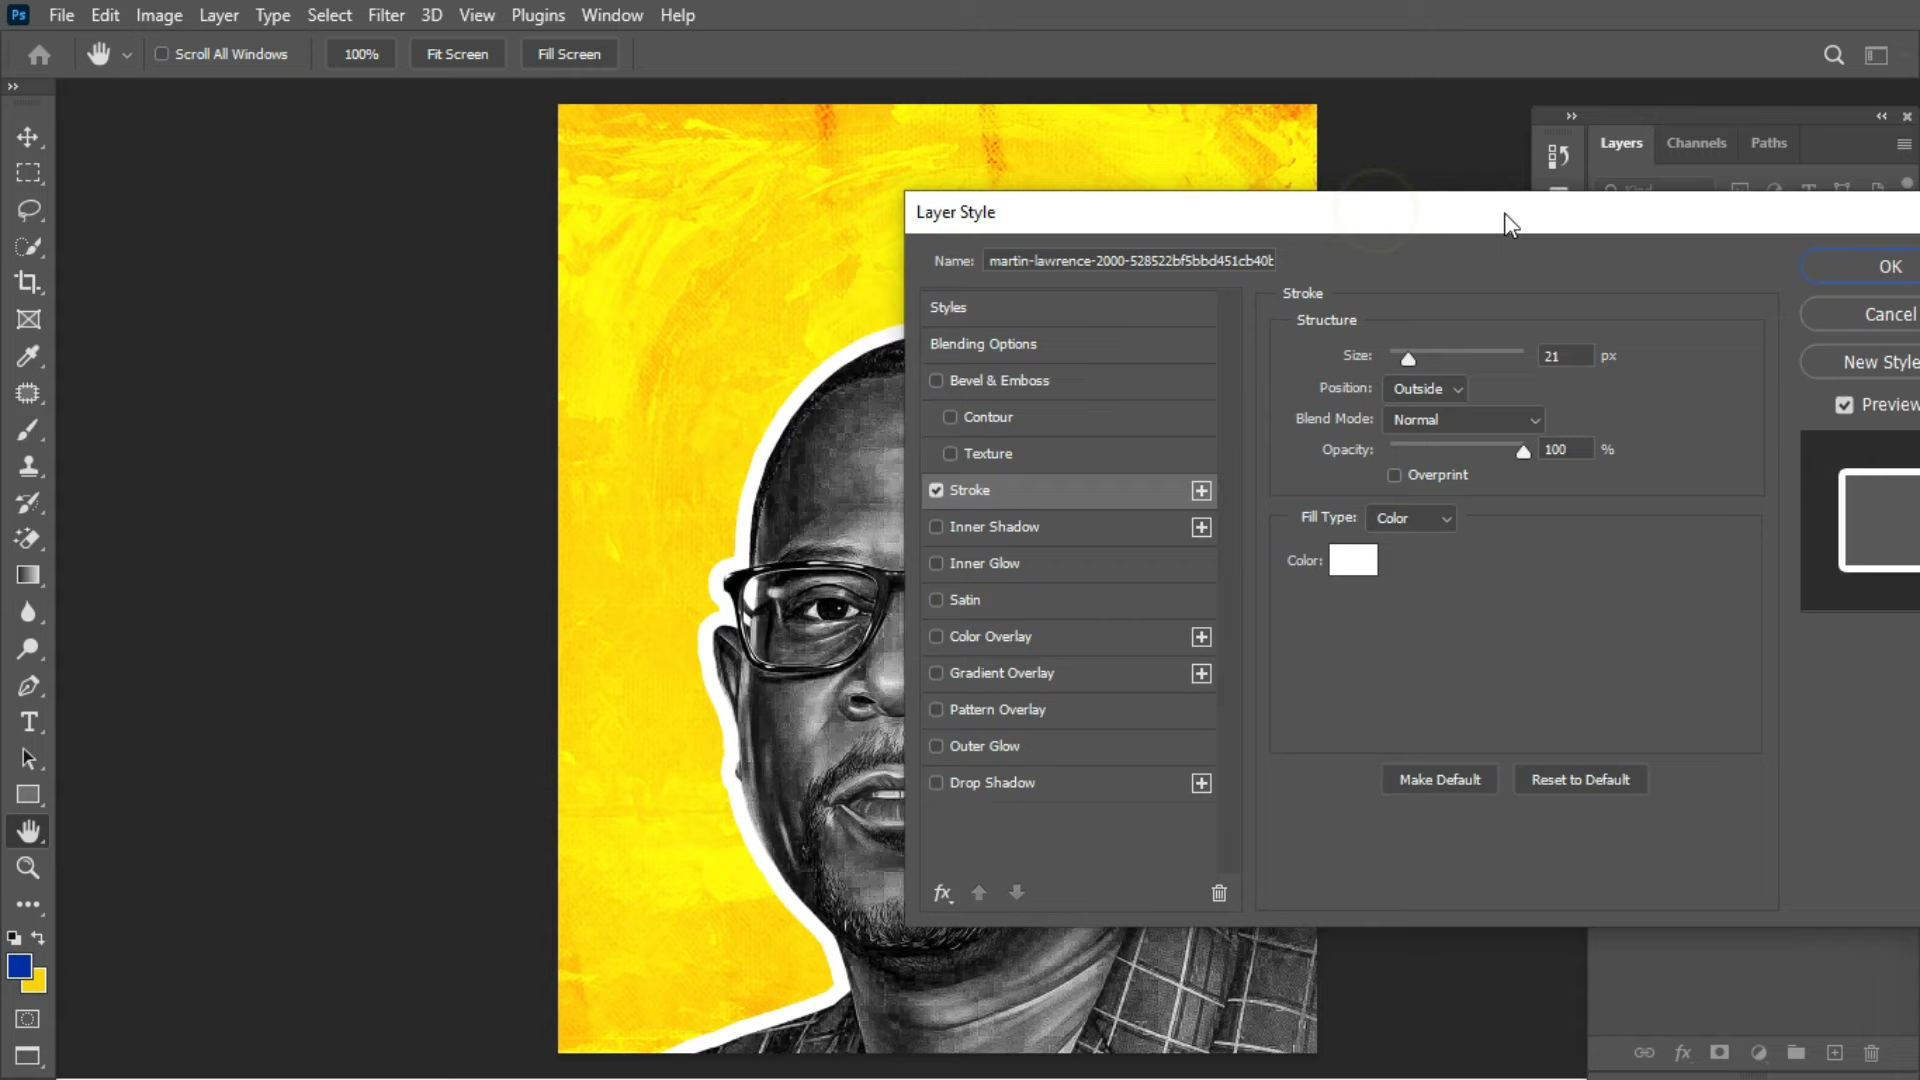 Ps File Edit Image Layer Type Select Filter 3D View Plugins Window Help
Scroll All Windows 100% Fit Screen Fill Screen
Layers Channels Paths
Layer Style
Name: martin-lawrence-2000-528522bf5bbd451cb40b
Styles
Blending Options
Bevel & Emboss
Contour
Texture
Stroke
Inner Shadow
Inner Glow
Satin
Color Overlay
Gradient Overlay
Pattern Overlay
Outer Glow
Drop Shadow
fx
Stroke
Structure
Size: 21 px
Position: Outside
Blend Mode: Normal
Opacity: 100 %
Overprint
Fill Type: Color
Color:
Make Default Reset to Default
OK
Cancel
New Style
Preview
fx